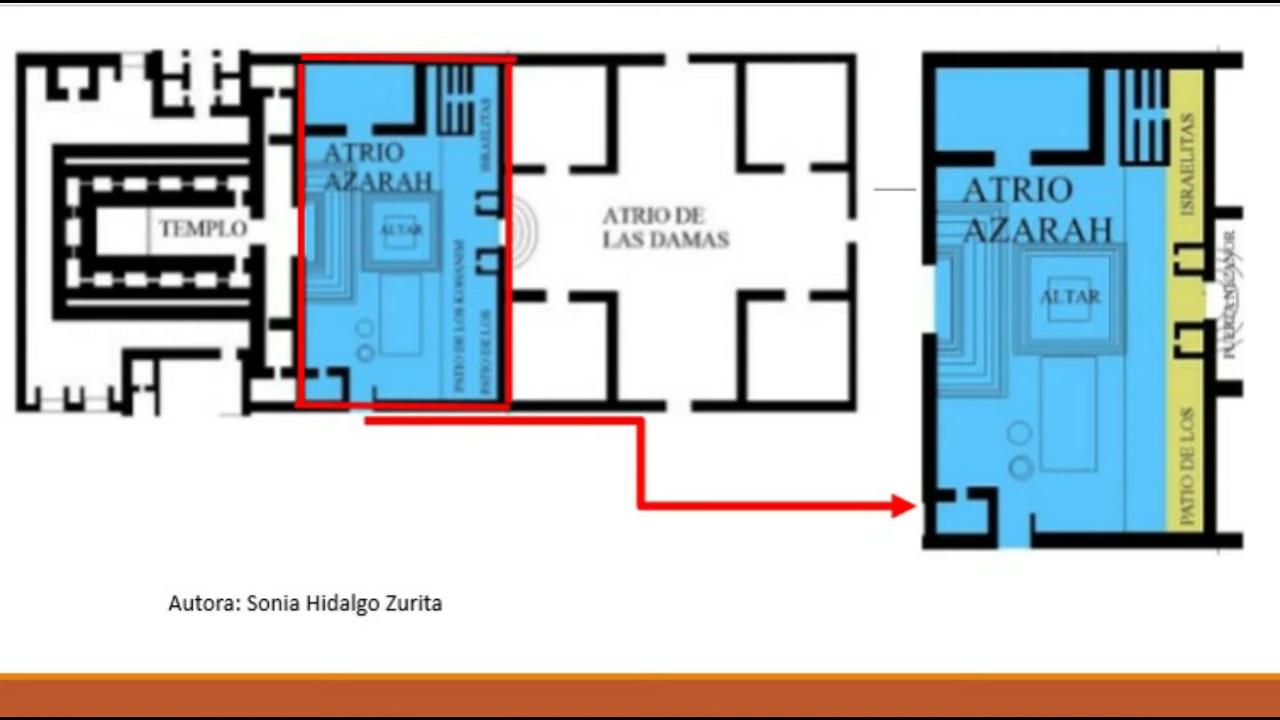 TEMPLO
ATRIO
AZARAH
ALTAR
PATIO DE LOS KOHANIM
PATIO DE LOS
ISRAELITAS
ATRIO DE
LAS DAMAS
ATRIO
AZARAH
ALTAR
PATIO DE LOS
ISRAELITAS
Autora: Sonia Hidalgo Zurita